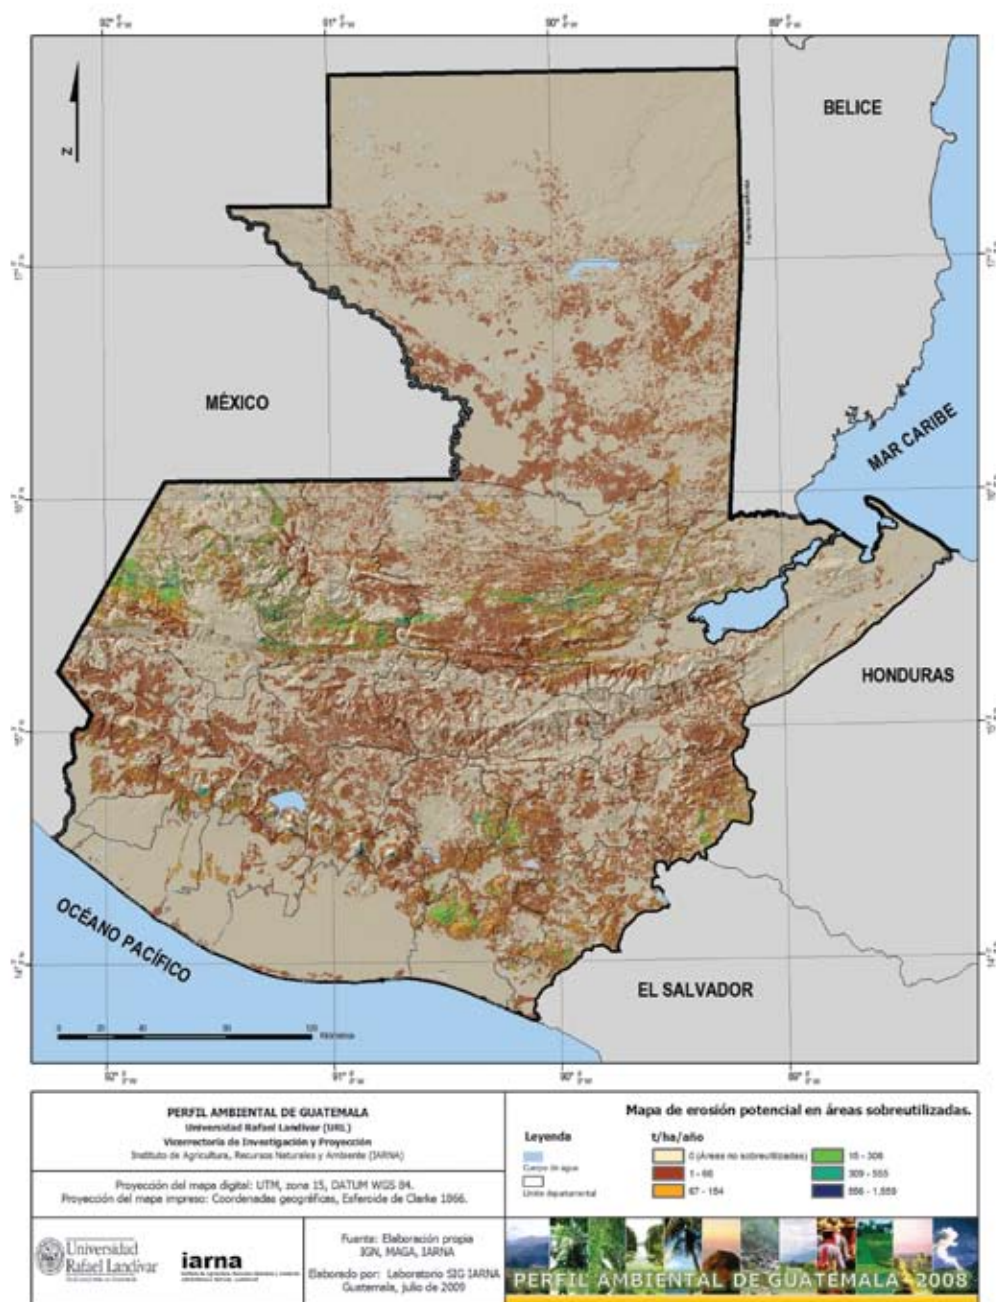 BELICE
MÉXICO
MAR CARIBE
HONDURAS
OCÉANO PACÍFICO
EL SALVADOR
PERFIL AMBIENTAL DE GUATEMALA
Universidad Rafael Landívar (URL)
Vicerrectoría de Investigación y Proyección
Instituto de Agricultura, Recursos Naturales y Ambiente (IARNA)
Proyección del mapa digital: UTM, zona 15, DATUM WGS 84.
Proyección del mapa impreso: Coordenadas geográficas, Esferoide de Clarke 1866.
Universidad
Rafael Landívar
iarna
Fuente: Elaboración propia
IGN, MAGA, IARNA
Elaborado por: Laboratorio SIG IARNA
Guatemala, julio de 2009
Mapa de erosión potencial en áreas sobreutilizadas.
Leyenda
Cuerpo de agua
Límite departamental
t/ha/año
0 (Áreas no sobreutilizadas)
1 - 66
67 - 154
309 - 555
556 - 1,559
PERFIL AMBIENTAL DE GUATEMALA 2008